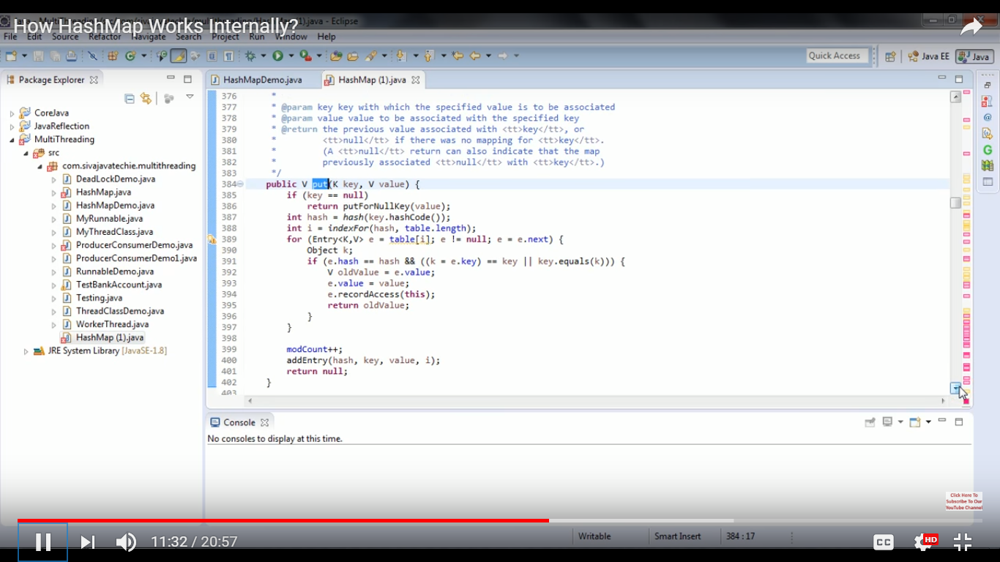 How HashMap Works Internally?
.java - Eclipse
File Edit Source Refactor Navigate Search Project Run Window Help
Quick Access
Java EE
Java
Package Explorer
HashMapDemo.java
HashMap (1).java
CoreJava
JavaReflection
MultiThreading
src
com.sivajavatechie.multithreading
DeadLockDemo.java
HashMap.java
HashMapDemo.java
MyRunnable.java
MyThreadClass.java
ProducerConsumerDemo.java
ProducerConsumerDemo1.java
RunnableDemo.java
TestBankAccount.java
Testing.java
ThreadClassDemo.java
WorkerThread.java
HashMap (1).java
JRE System Library [JavaSE-1.8]
376 *
377 * @param key key with which the specified value is to be associated
378 * @param value value to be associated with the specified key
379 * @return the previous value associated with <tt>key</tt>, or
380 * <tt>null</tt> if there was no mapping for <tt>key</tt>.
381 * (A <tt>null</tt> return can also indicate that the map
382 * previously associated <tt>null</tt> with <tt>key</tt>.)
383 */
384 public V put(K key, V value) {
385 if (key == null)
386 return putForNullKey(value);
387 int hash = hash(key.hashCode());
388 int i = indexFor(hash, table.length);
389 for (Entry<K,V> e = table[i]; e != null; e = e.next) {
390 Object k;
391 if (e.hash == hash && ((k = e.key) == key || key.equals(k))) {
392 V oldValue = e.value;
393 e.value = value;
394 e.recordAccess(this);
395 return oldValue;
396 }
397 }
398
399 modCount++;
400 addEntry(hash, key, value, i);
401 return null;
402 }
403
Console
No consoles to display at this time.
Click Here To
Subscribe To Our
YouTube Channel
11:32 / 20:57
Writable
Smart Insert
384 : 17
CC
HD